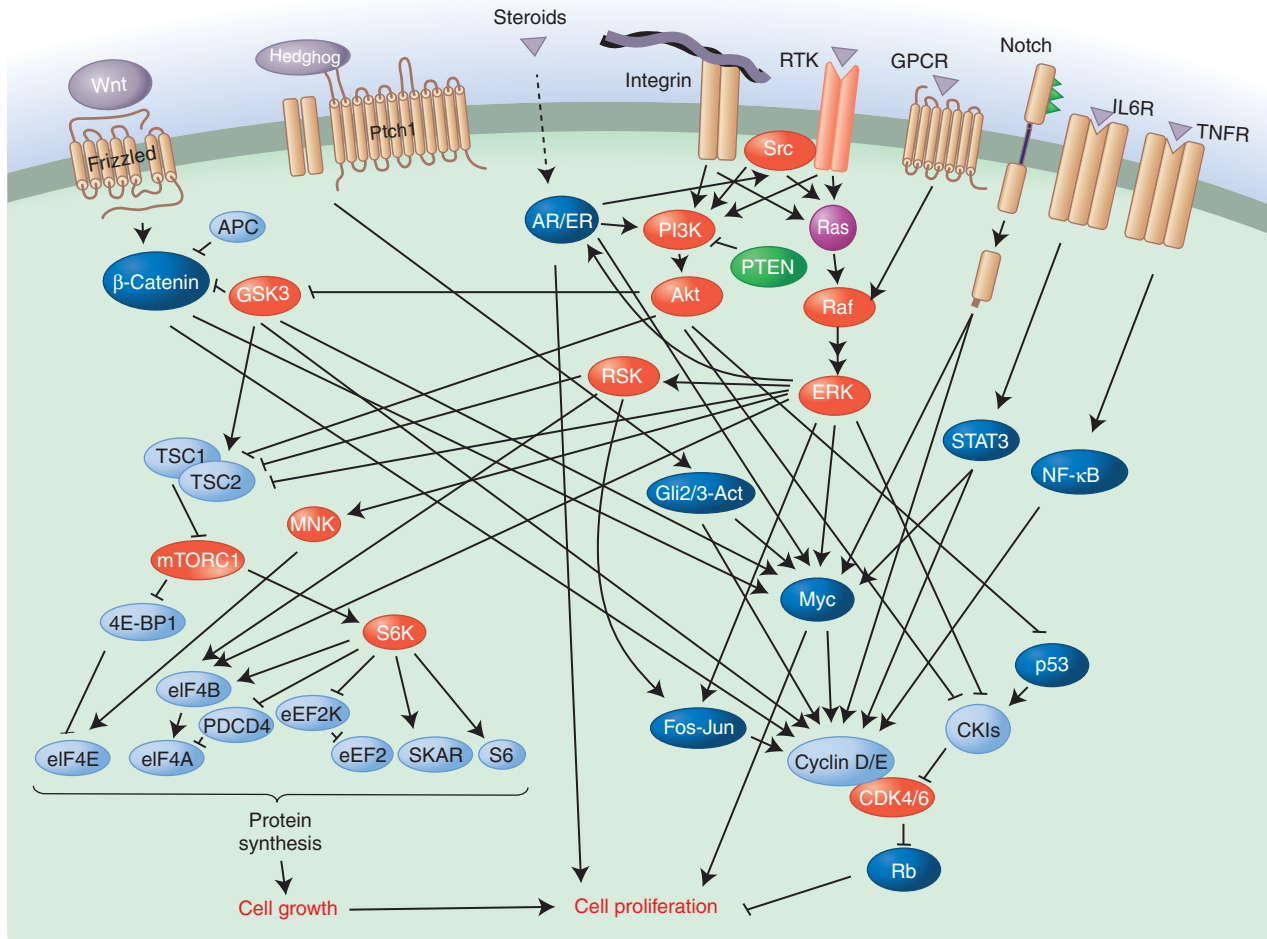 Steroids
Wnt
Hedghog
Integrin
RTK
GPCR
Notch
IL6R
TNFR
Frizzled
Ptch1
Src
APC
AR/ER
PI3K
Ras
PTEN
β-Catenin
GSK3
Akt
Raf
RSK
ERK
TSC1
TSC2
STAT3
NF-κB
Gli2/3-Act
MNK
mTORC1
Myc
4E-BP1
S6K
p53
eIF4B
PDCD4
eEF2K
Fos-Jun
CKIs
eIF4E
eIF4A
eEF2
SKAR
S6
Cyclin D/E
CDK4/6
Protein
synthesis
Rb
Cell growth
Cell proliferation